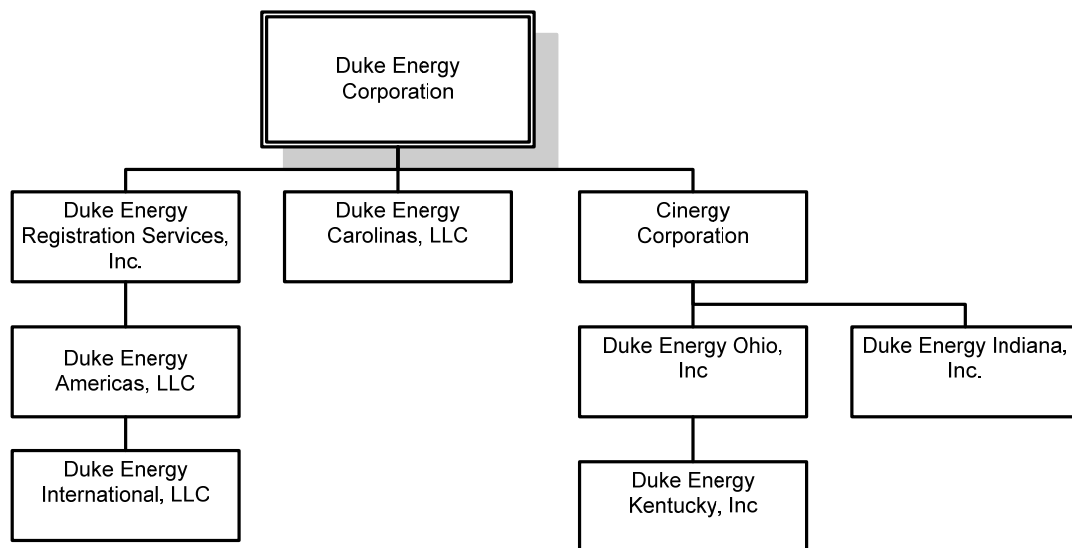 Duke Energy
Corporation
Duke Energy
Registration Services,
Inc.
Duke Energy
Carolinas, LLC
Cinergy
Corporation
Duke Energy
Americas, LLC
Duke Energy Ohio,
Inc
Duke Energy Indiana,
Inc.
Duke Energy
International, LLC
Duke Energy
Kentucky, Inc